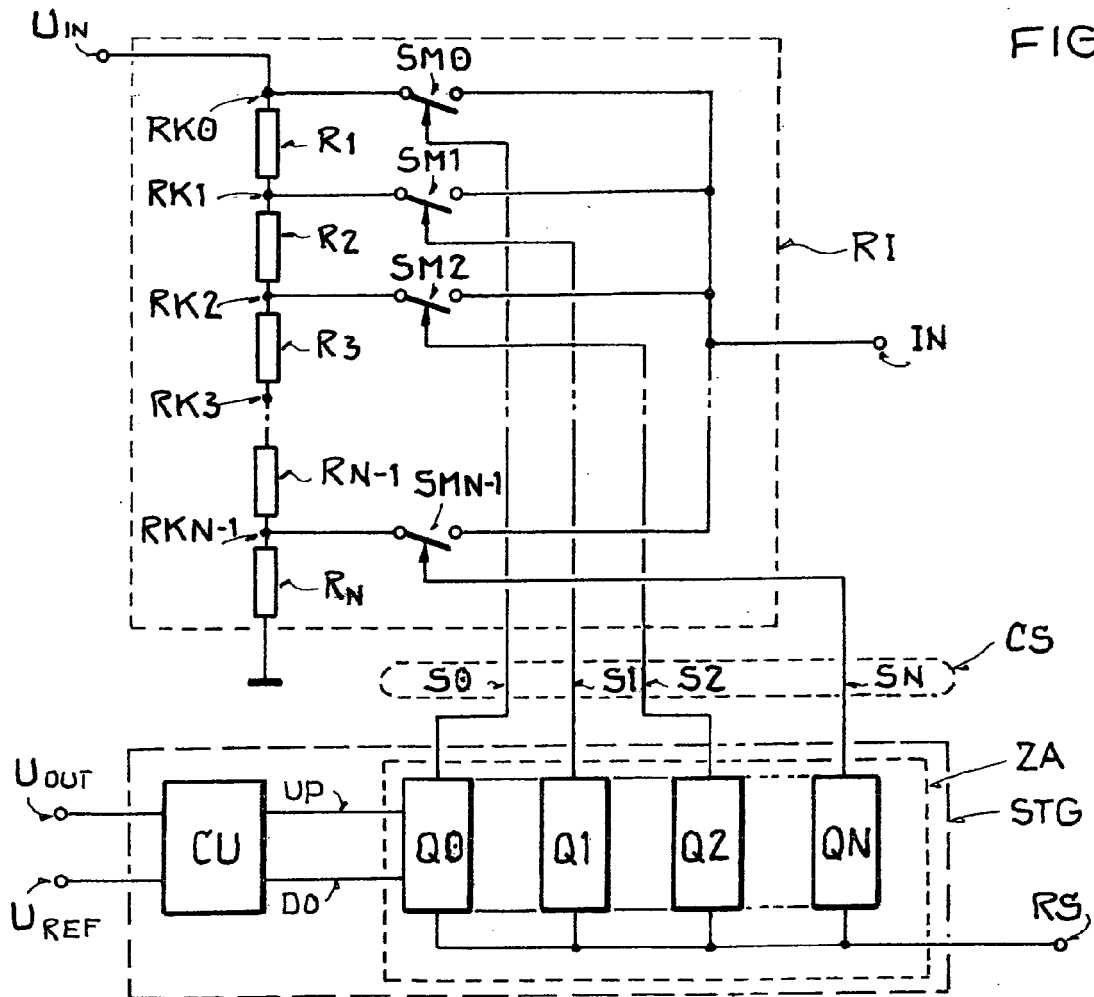 UIN
FIG
SM0
RK0
R1
SM1
RK1
R2
RI
SM2
RK2
R3
IN
RK3
RN-1
SMN-1
RKN-1
RN
CS
S0
S1
S2
SN
ZA
UOUT
UP
STG
CU
Q0
Q1
Q2
QN
UREF
DO
RS